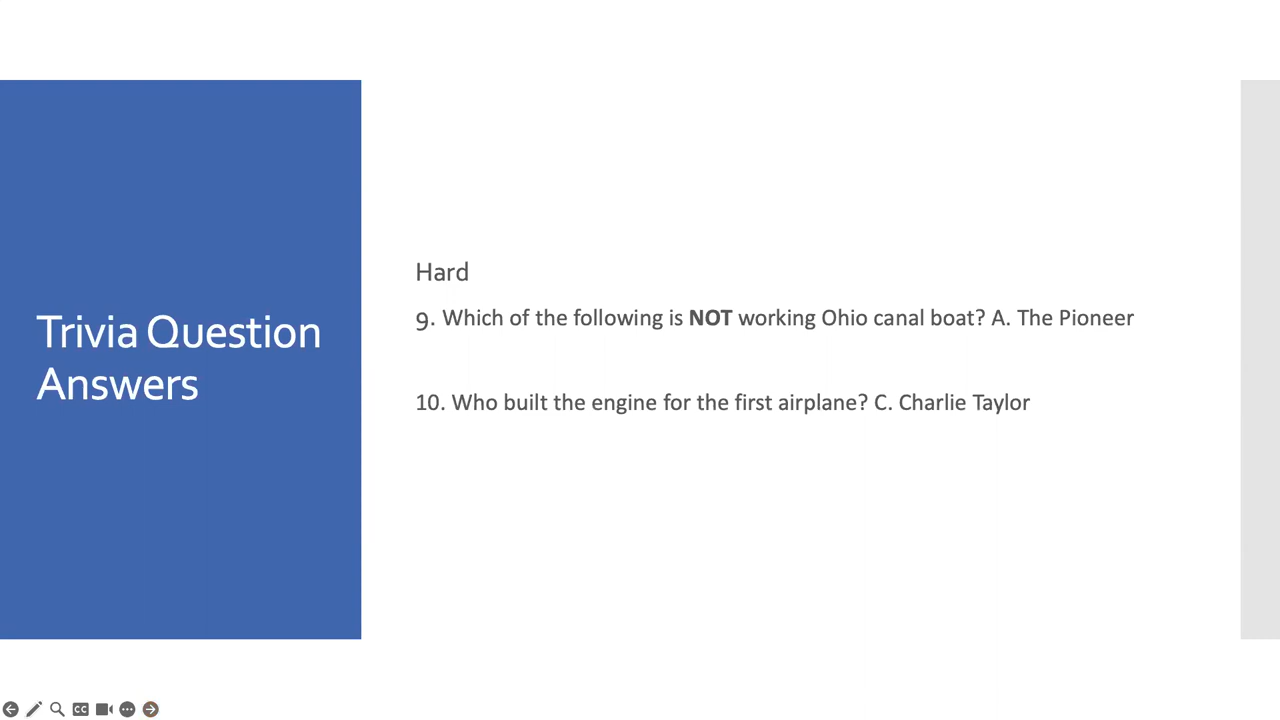 Trivia Question
Answers
Hard
9. Which of the following is NOT working Ohio canal boat? A. The Pioneer
10. Who built the engine for the first airplane? C. Charlie Taylor
CC